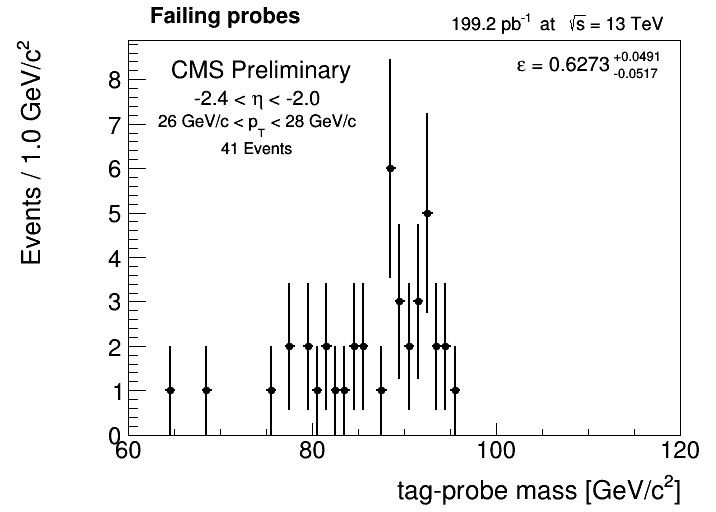 Failing probes
199.2 pb⁻¹ at √s = 13 TeV
CMS Preliminary
ε = 0.6273 +0.0491 -0.0517
-2.4 < η < -2.0
26 GeV/c < p_T < 28 GeV/c
41 Events
Events / 1.0 GeV/c²
8
7
6
5
4
3
2
1
0
60 80 100 120
tag-probe mass [GeV/c²]